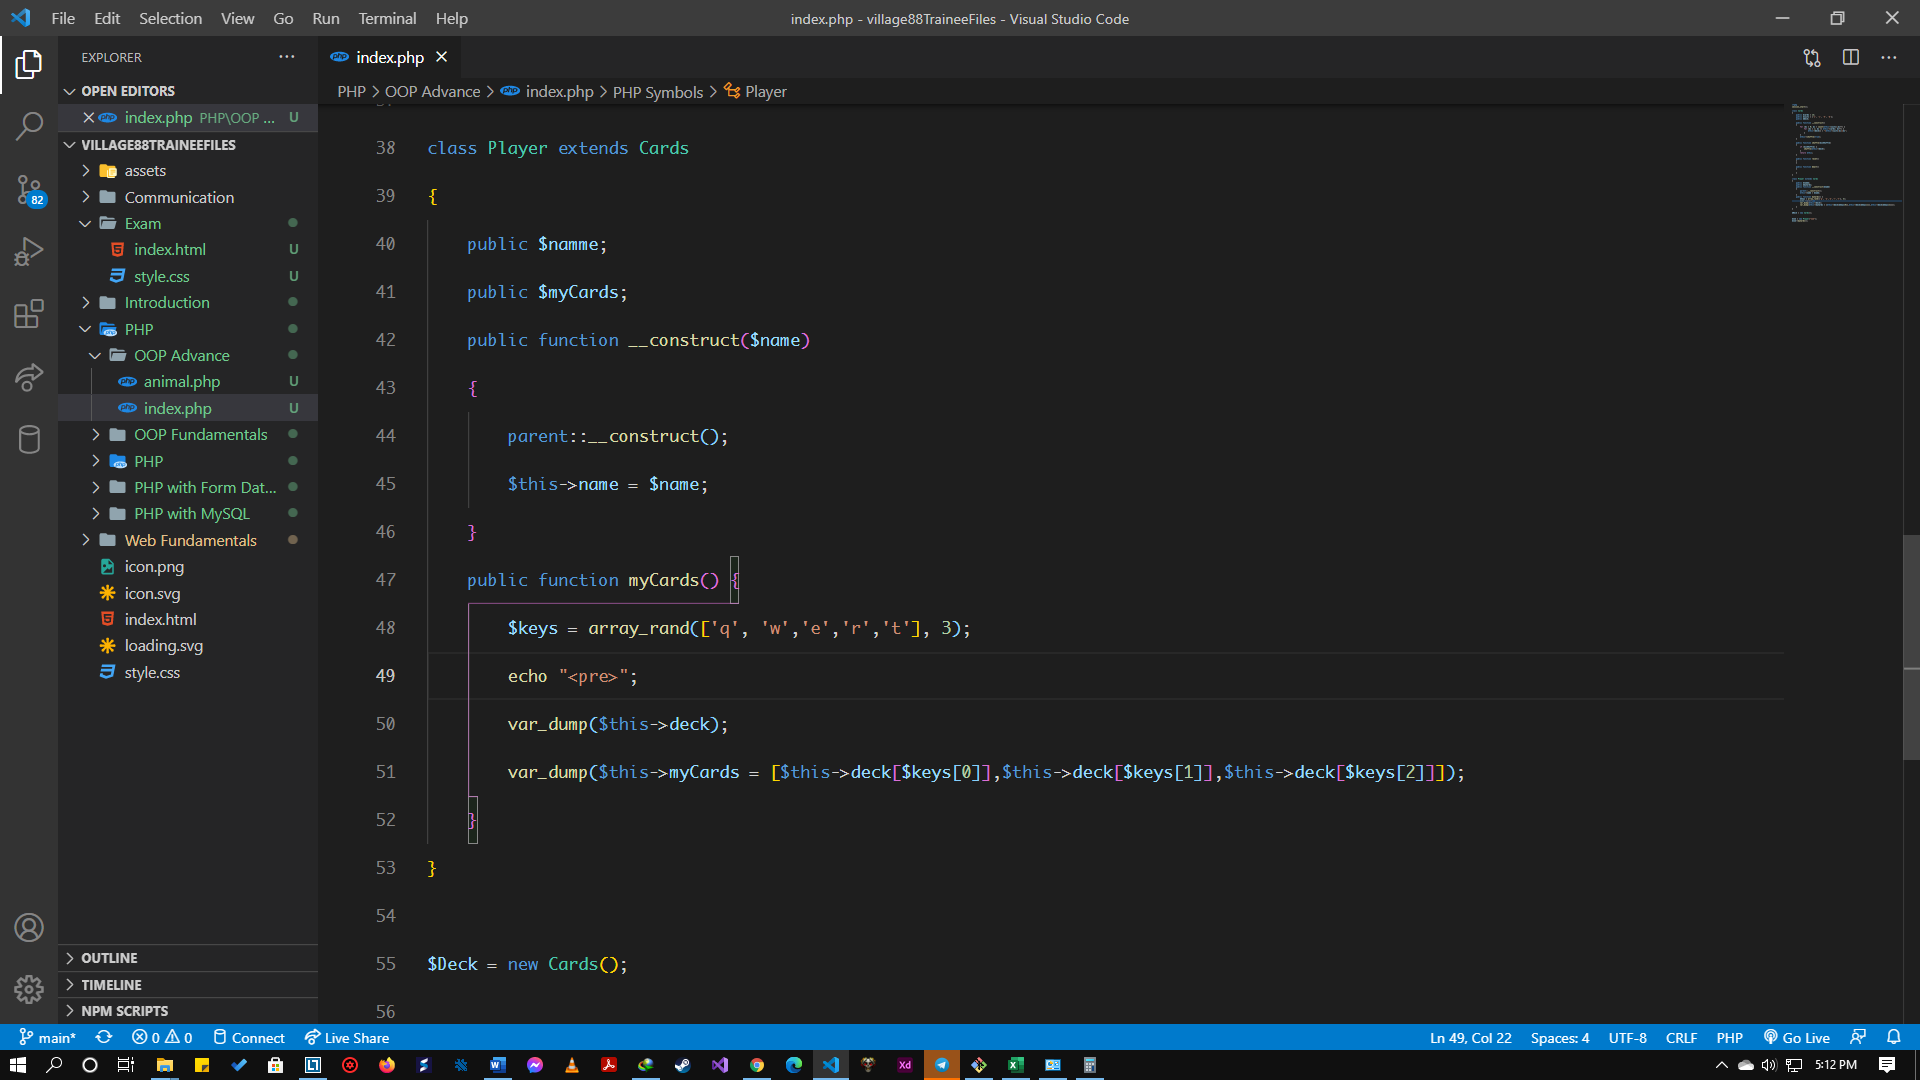 File Edit Selection View Go Run Terminal Help
index.php - village88TraineeFiles - Visual Studio Code
EXPLORER
index.php
OPEN EDITORS
PHP > OOP Advance > index.php > PHP Symbols > Player
index.php PHP\OOP ... U
VILLAGE88TRAINEEFILES
assets
Communication
Exam
index.html U
style.css U
Introduction
PHP
OOP Advance
animal.php U
index.php U
OOP Fundamentals
PHP
PHP with Form Dat...
PHP with MySQL
Web Fundamentals
icon.png
icon.svg
index.html
loading.svg
style.css
OUTLINE
TIMELINE
NPM SCRIPTS
82
38 class Player extends Cards
39 {
40 public $namme;
41 public $myCards;
42 public function __construct($name)
43 {
44 parent::__construct();
45 $this->name = $name;
46 }
47 public function myCards() {
48 $keys = array_rand(['q', 'w','e','r','t'], 3);
49 echo "<pre>";
50 var_dump($this->deck);
51 var_dump($this->myCards = [$this->deck[$keys[0]],$this->deck[$keys[1]],$this->deck[$keys[2]]]);
52 }
53 }
54
55 $Deck = new Cards();
56
main* 0 0 Connect Live Share
Ln 49, Col 22 Spaces: 4 UTF-8 CRLF PHP Go Live
5:12 PM